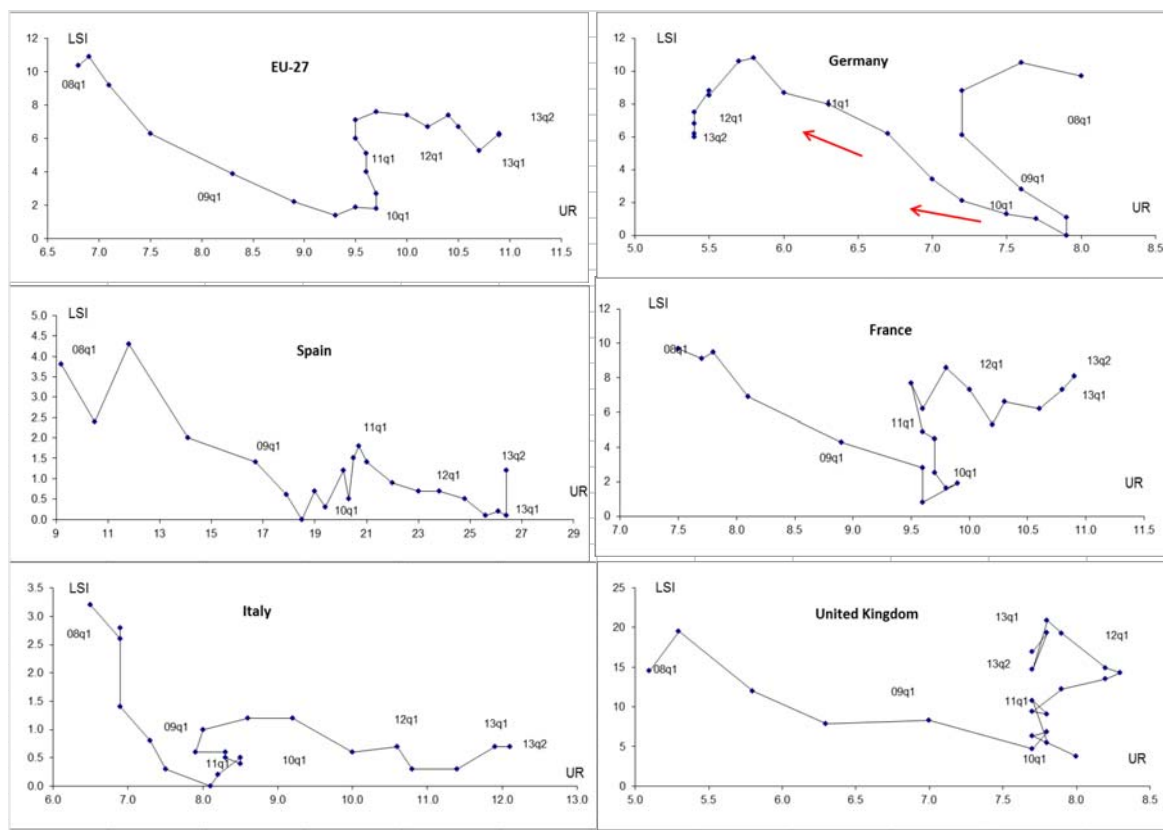 LSI
EU-27
12
10
8
6
4
2
0
08q1
09q1
10q1
11q1
12q1
13q1
13q2
UR
6.5 7.0 7.5 8.0 8.5 9.0 9.5 10.0 10.5 11.0 11.5
LSI
Germany
12
10
8
6
4
2
0
08q1
09q1
10q1
11q1
12q1
13q2
UR
5.0 5.5 6.0 6.5 7.0 7.5 8.0 8.5
LSI
Spain
5.0
4.5
4.0
3.5
3.0
2.5
2.0
1.5
1.0
0.5
0.0
08q1
09q1
10q1
11q1
12q1
13q2
13q1
UR
9 11 13 15 17 19 21 23 25 27 29
LSI
France
12
10
8
6
4
2
0
08q1
09q1
10q1
11q1
12q1
13q2
13q1
UR
7.0 7.5 8.0 8.5 9.0 9.5 10.0 10.5 11.0 11.5
LSI
Italy
3.5
3.0
2.5
2.0
1.5
1.0
0.5
0.0
08q1
09q1
11q1
10q1
12q1
13q1
13q2
UR
6.0 7.0 8.0 9.0 10.0 11.0 12.0 13.0
LSI
United Kingdom
25
20
15
10
5
0
08q1
09q1
10q1
11q1
12q1
13q1
13q2
UR
5.0 5.5 6.0 6.5 7.0 7.5 8.0 8.5